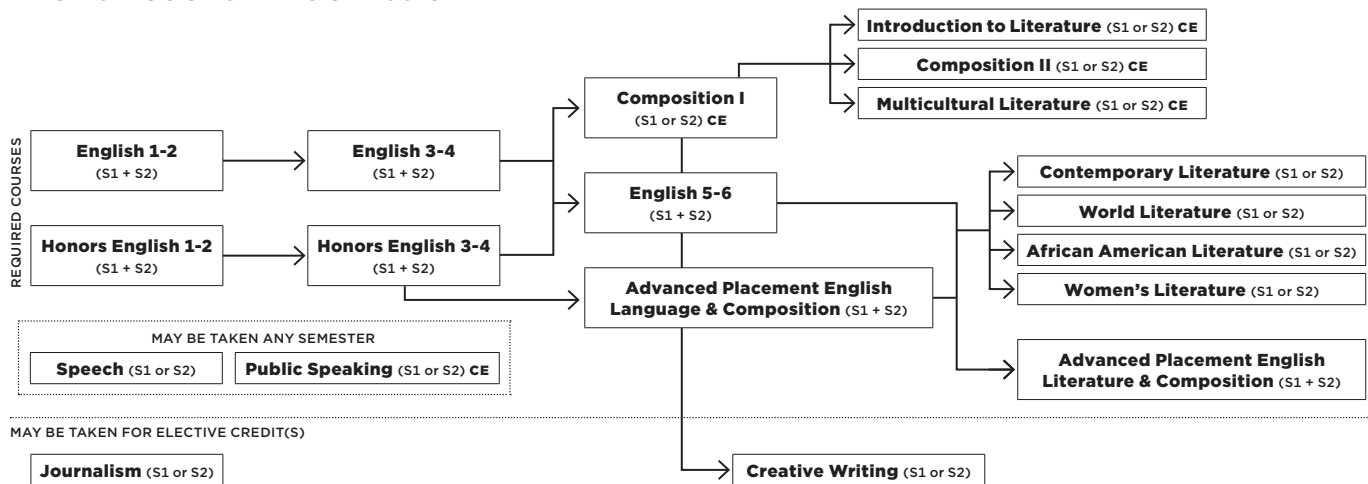 Introduction to Literature (S1 or S2) CE
Composition II (S1 or S2) CE
Multicultural Literature (S1 or S2) CE
Composition I
(S1 or S2) CE
REQUIRED COURSES
English 1-2
(S1 + S2)
English 3-4
(S1 + S2)
English 5-6
(S1 + S2)
Honors English 1-2
(S1 + S2)
Honors English 3-4
(S1 + S2)
Advanced Placement English
Language & Composition (S1 + S2)
Contemporary Literature (S1 or S2)
World Literature (S1 or S2)
African American Literature (S1 or S2)
Women's Literature (S1 or S2)
Advanced Placement English
Literature & Composition (S1 + S2)
MAY BE TAKEN ANY SEMESTER
Speech (S1 or S2)
Public Speaking (S1 or S2) CE
MAY BE TAKEN FOR ELECTIVE CREDIT(S)
Journalism (S1 or S2)
Creative Writing (S1 or S2)